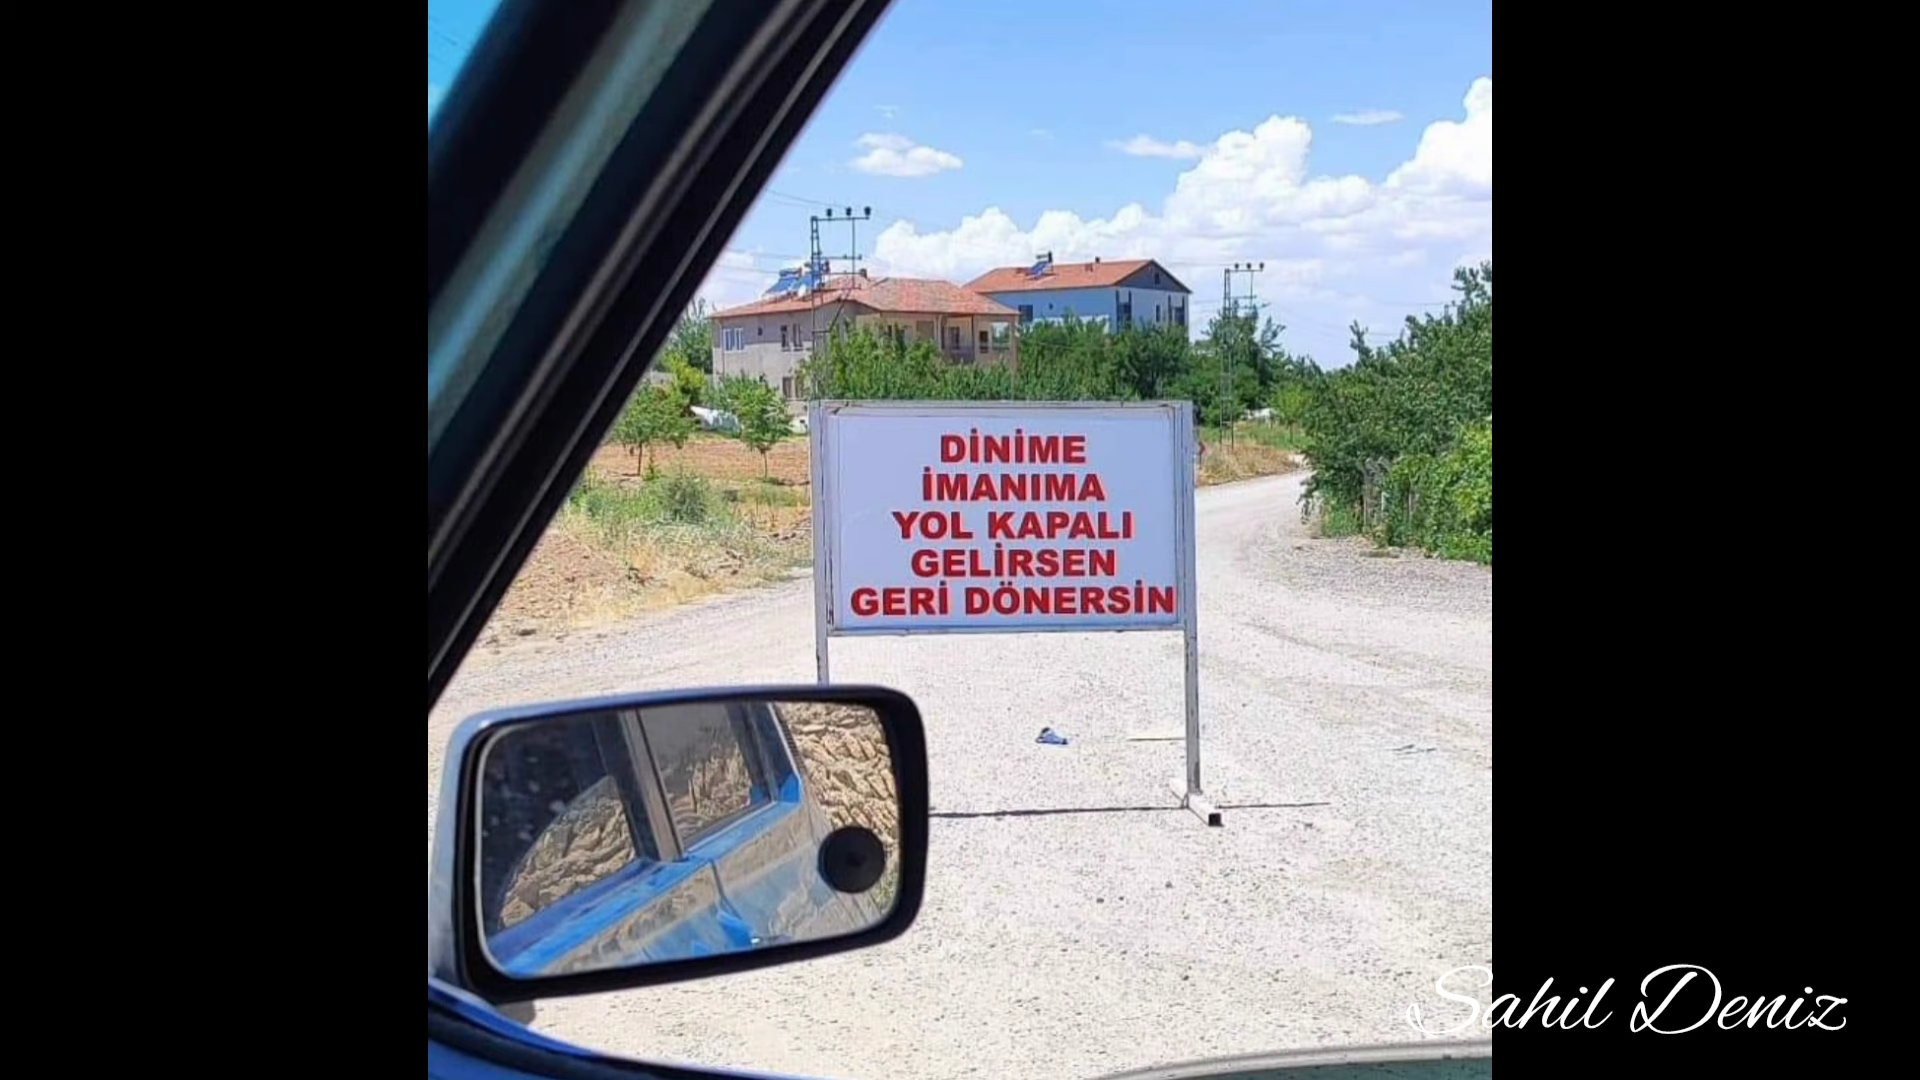 DİNİME
İMANIMA
YOL KAPALI
GELİRSEN
GERİ DÖNERSİN
Sahil Deniz